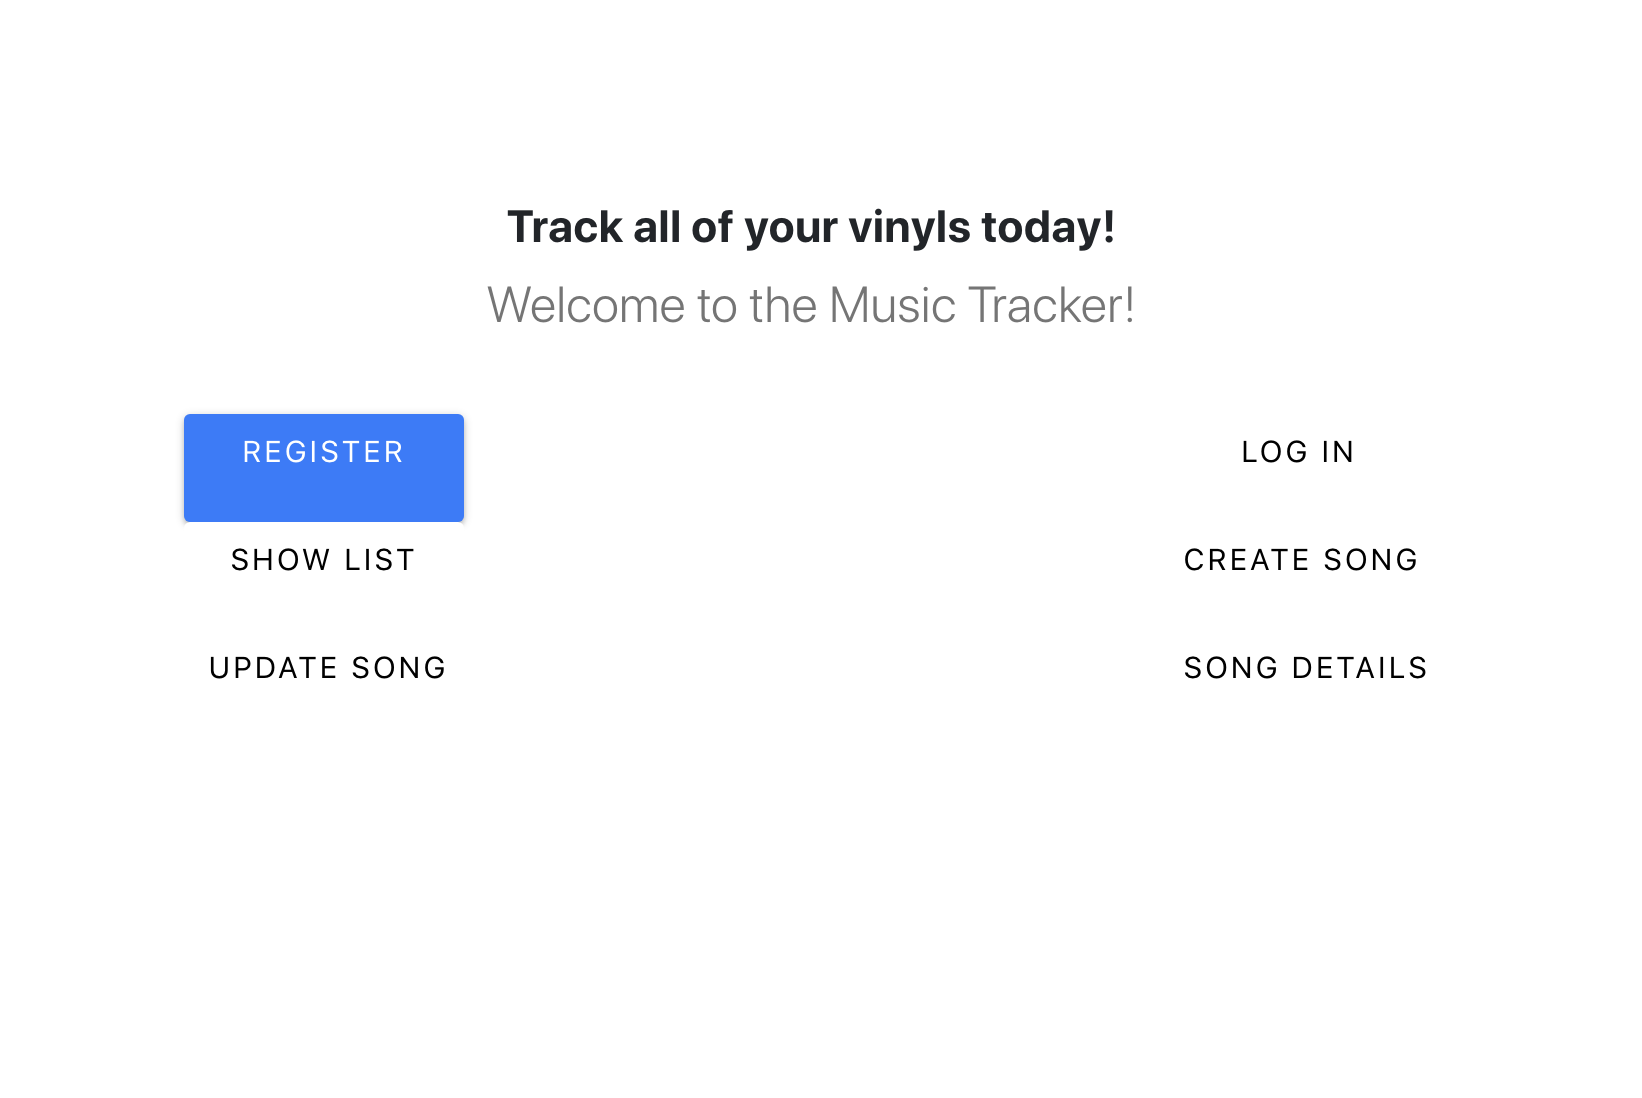 Track all of your vinyls today!
Welcome to the Music Tracker!
REGISTER
LOG IN
SHOW LIST
CREATE SONG
UPDATE SONG
SONG DETAILS